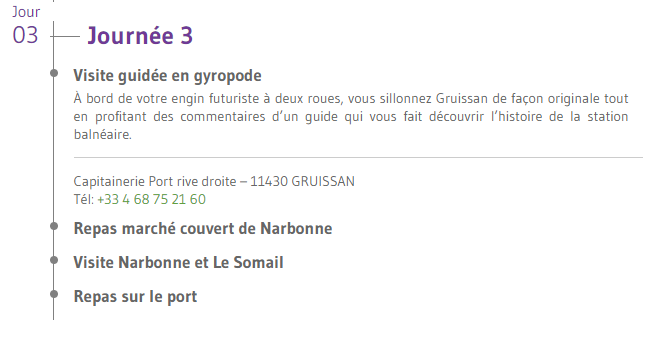 Jour
03
Journée 3
Visite guidée en gyropode
À bord de votre engin futuriste à deux roues, vous sillonnez Gruissan de façon originale tout
en profitant des commentaires d’un guide qui vous fait découvrir l’histoire de la station
balnéaire.
Capitainerie Port rive droite – 11430 GRUISSAN
Tél: +33 4 68 75 21 60
Repas marché couvert de Narbonne
Visite Narbonne et Le Somail
Repas sur le port